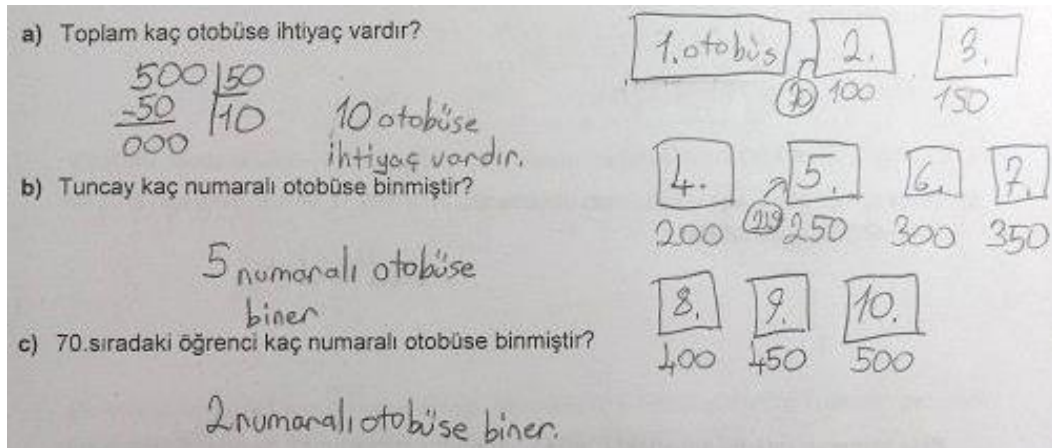 a) Toplam kaç otobüse ihtiyaç vardır?
500 50
-50 10
000
10 otobüse
ihtiyaç vardır.
b) Tuncay kaç numaralı otobüse binmiştir?
5 numaralı otobüse
biner
c) 70.sıradaki öğrenci kaç numaralı otobüse binmiştir?
2 numaralı otobüse biner.
1.otobüs 2. 3.
70 100 150
4. 5. 6. 7.
200 219 250 300 350
8. 9. 10.
400 450 500